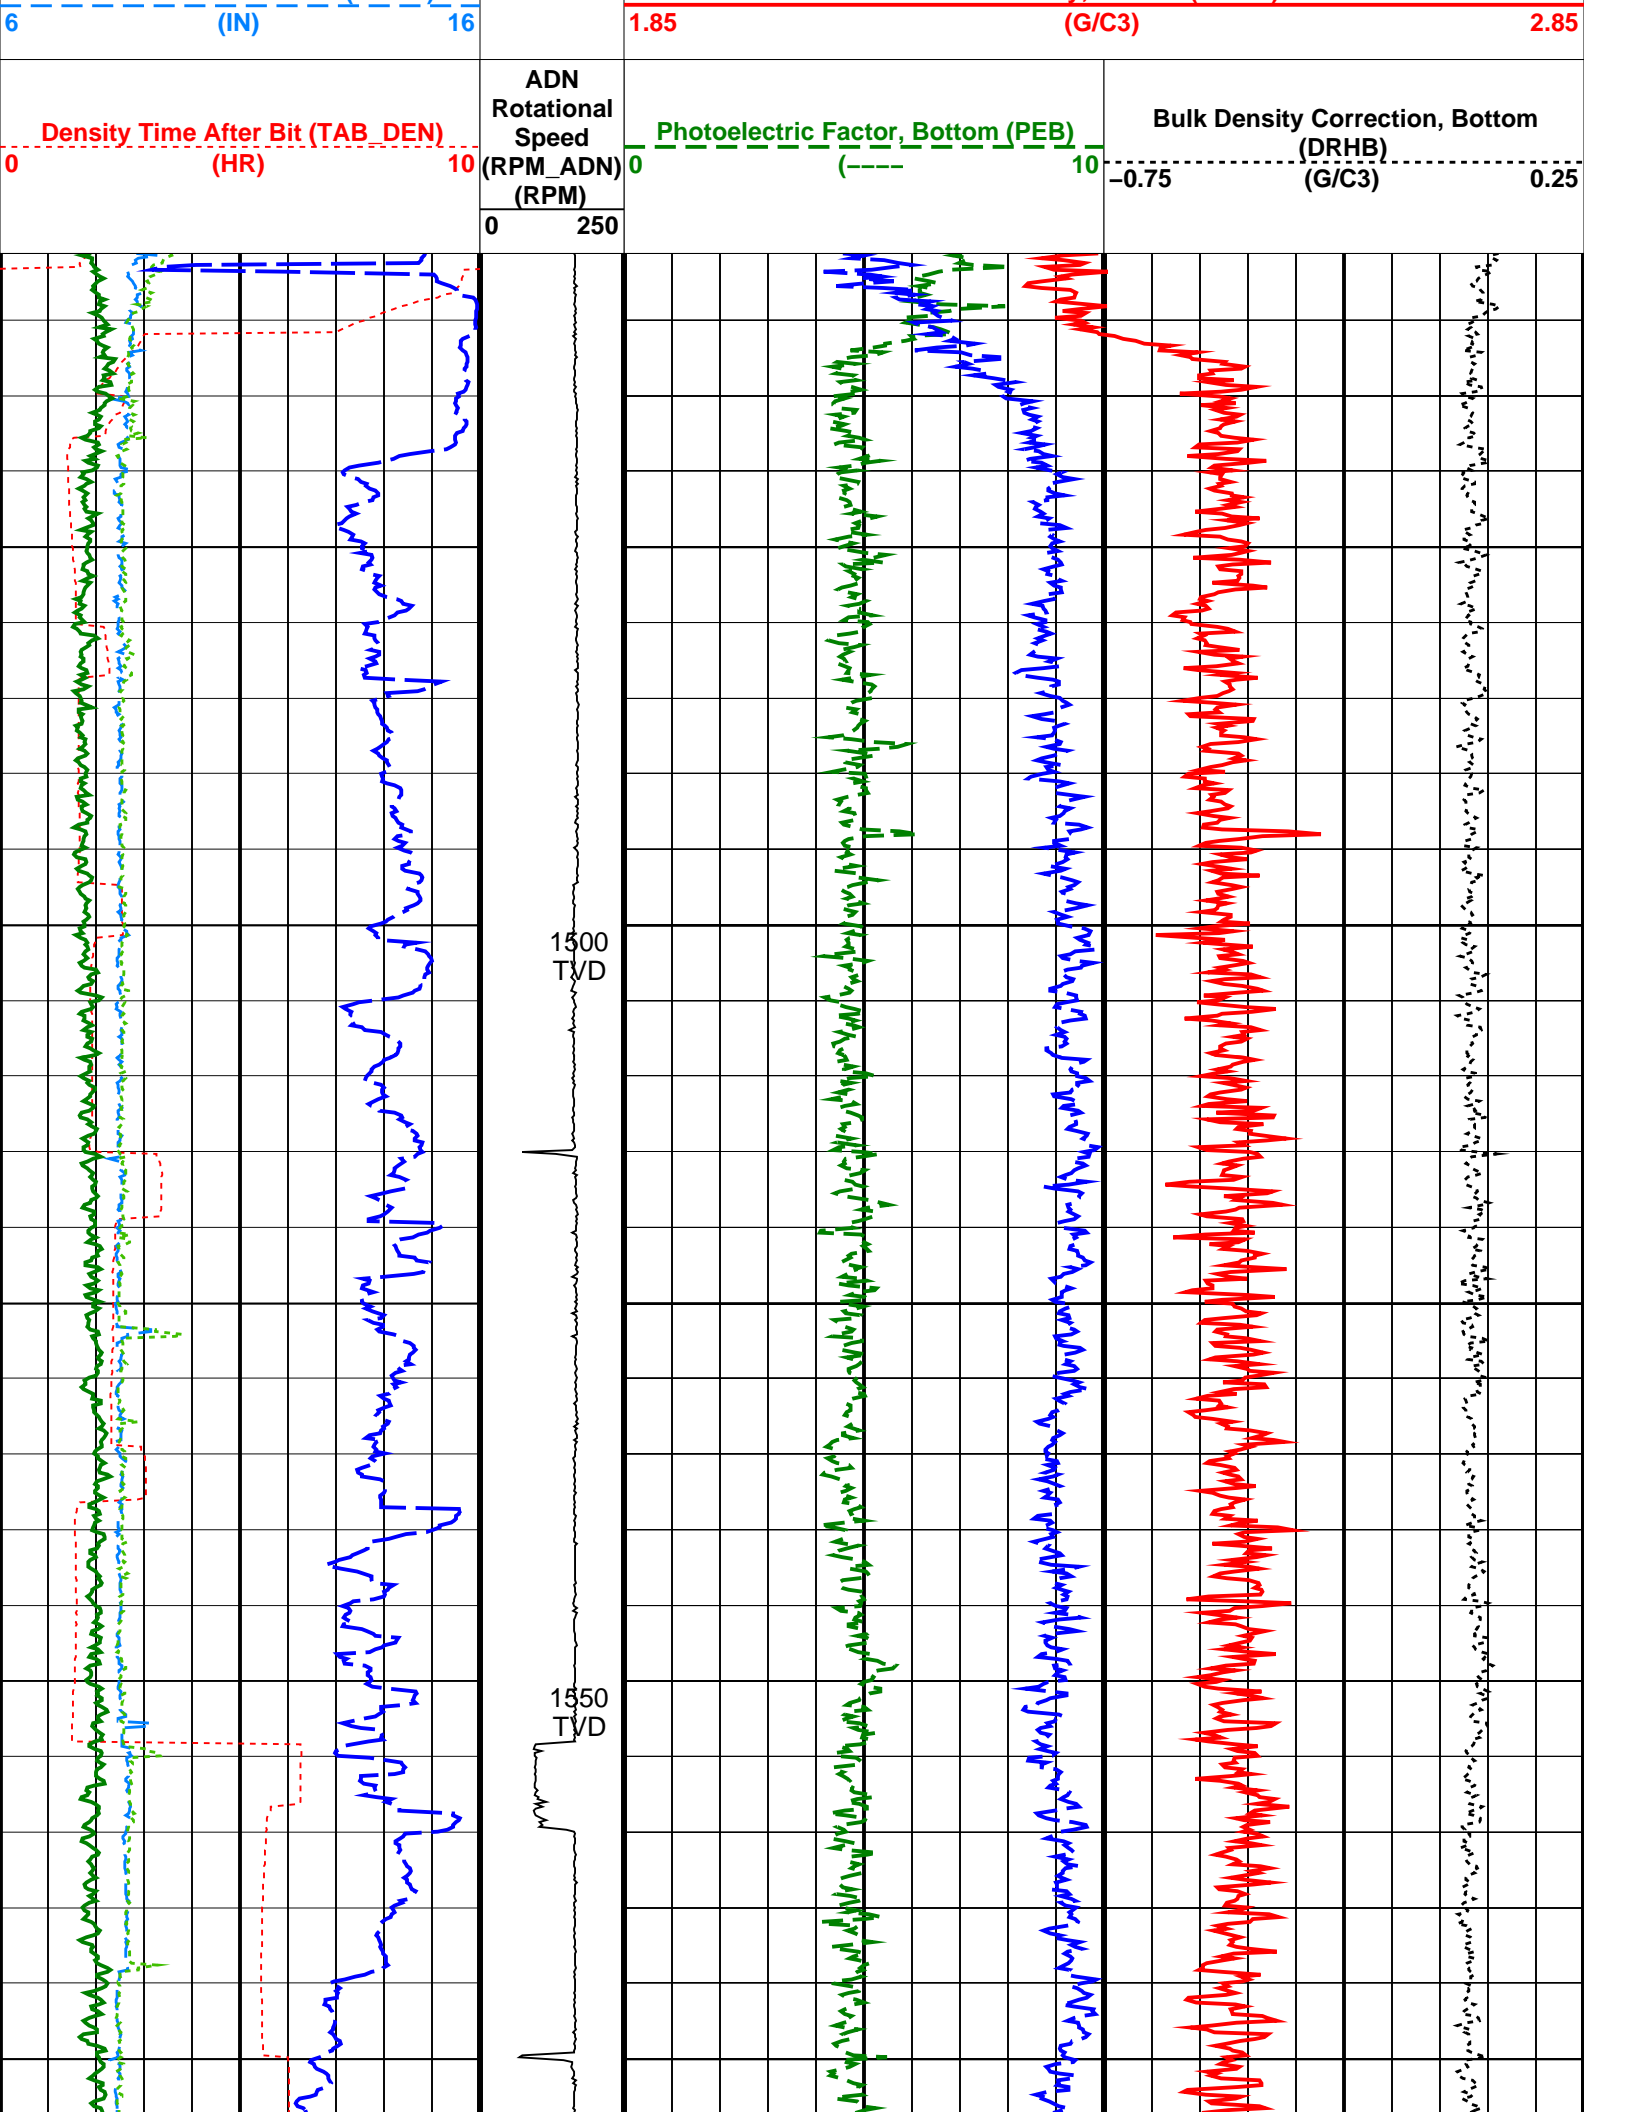 6 (IN) 16
1.85 (G/C3) 2.85
Density Time After Bit (TAB_DEN)
0 (HR) 10
ADN
Rotational
Speed
(RPM_ADN)
(RPM)
0 250
Photoelectric Factor, Bottom (PEB)
0 (−−−− 10
Bulk Density Correction, Bottom
(DRHB)
−0.75 (G/C3) 0.25
1500
TVD
1550
TVD